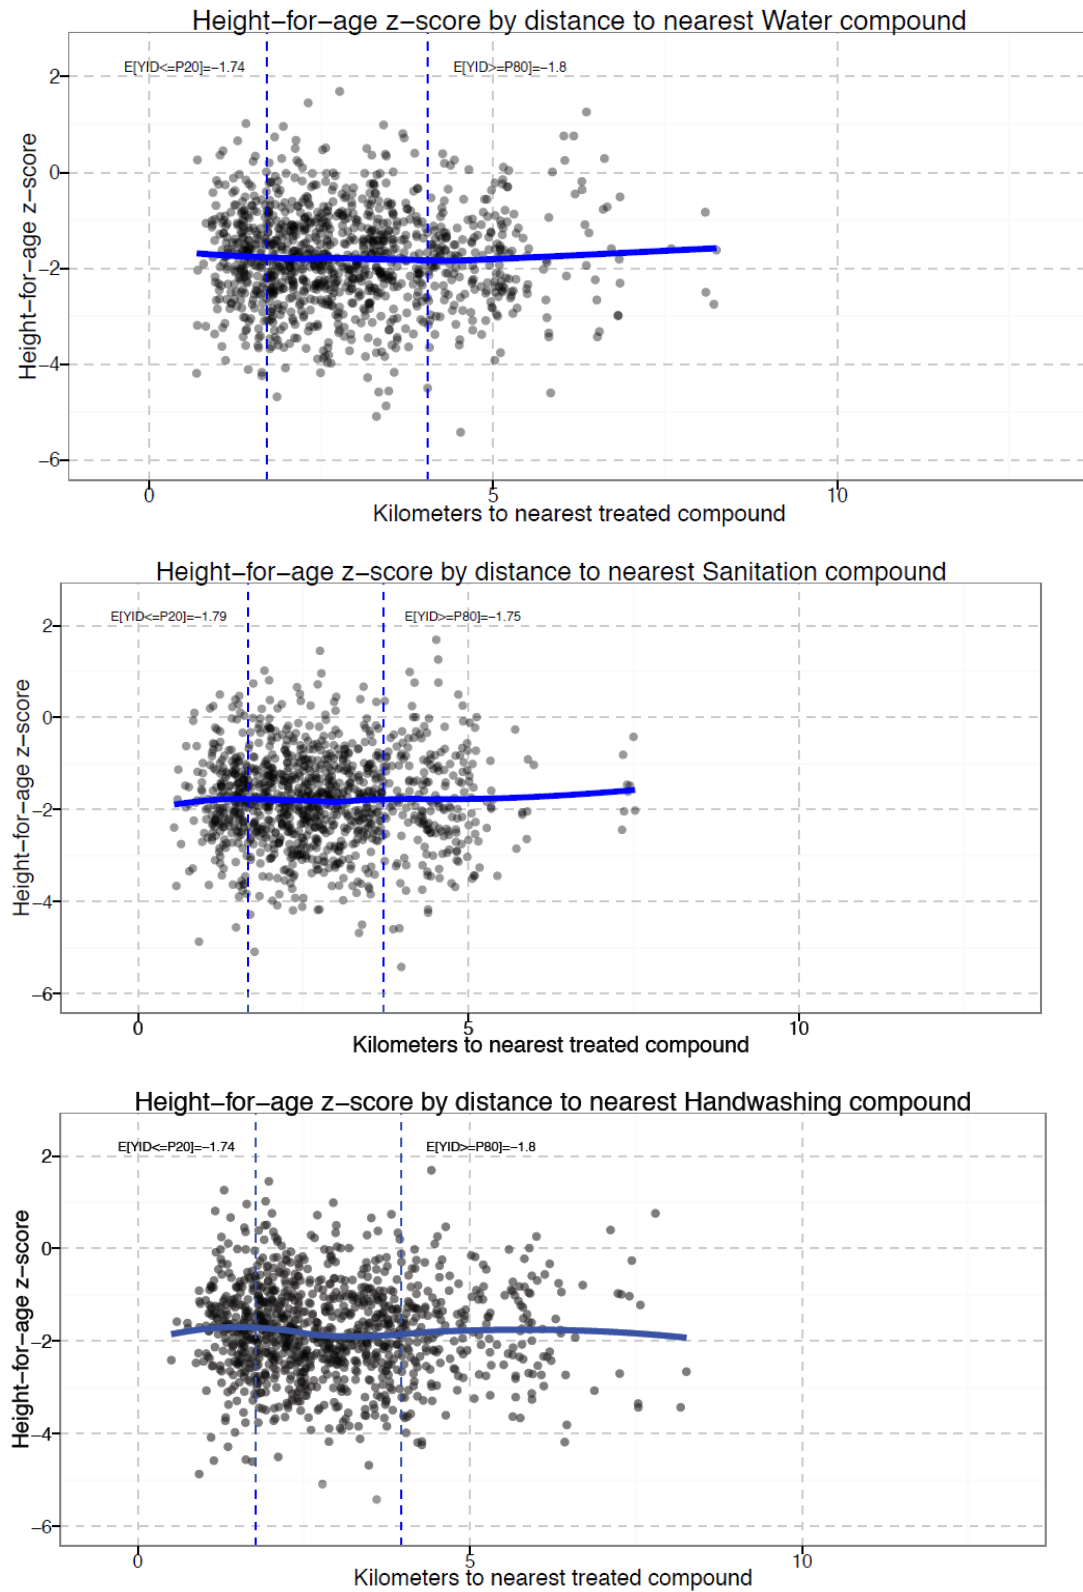 Height-for-age z-score by distance to nearest Water compound
E[YID<=P20]=-1.74
E[YID>=P80]=-1.8
2
0
-2
-4
-6
Height-for-age z-score
0
5
10
Kilometers to nearest treated compound
Height-for-age z-score by distance to nearest Sanitation compound
E[YID<=P20]=-1.79
E[YID>=P80]=-1.75
2
0
-2
-4
-6
Height-for-age z-score
0
5
10
Kilometers to nearest treated compound
Height-for-age z-score by distance to nearest Handwashing compound
E[YID<=P20]=-1.74
E[YID>=P80]=-1.8
2
0
-2
-4
-6
Height-for-age z-score
0
5
10
Kilometers to nearest treated compound